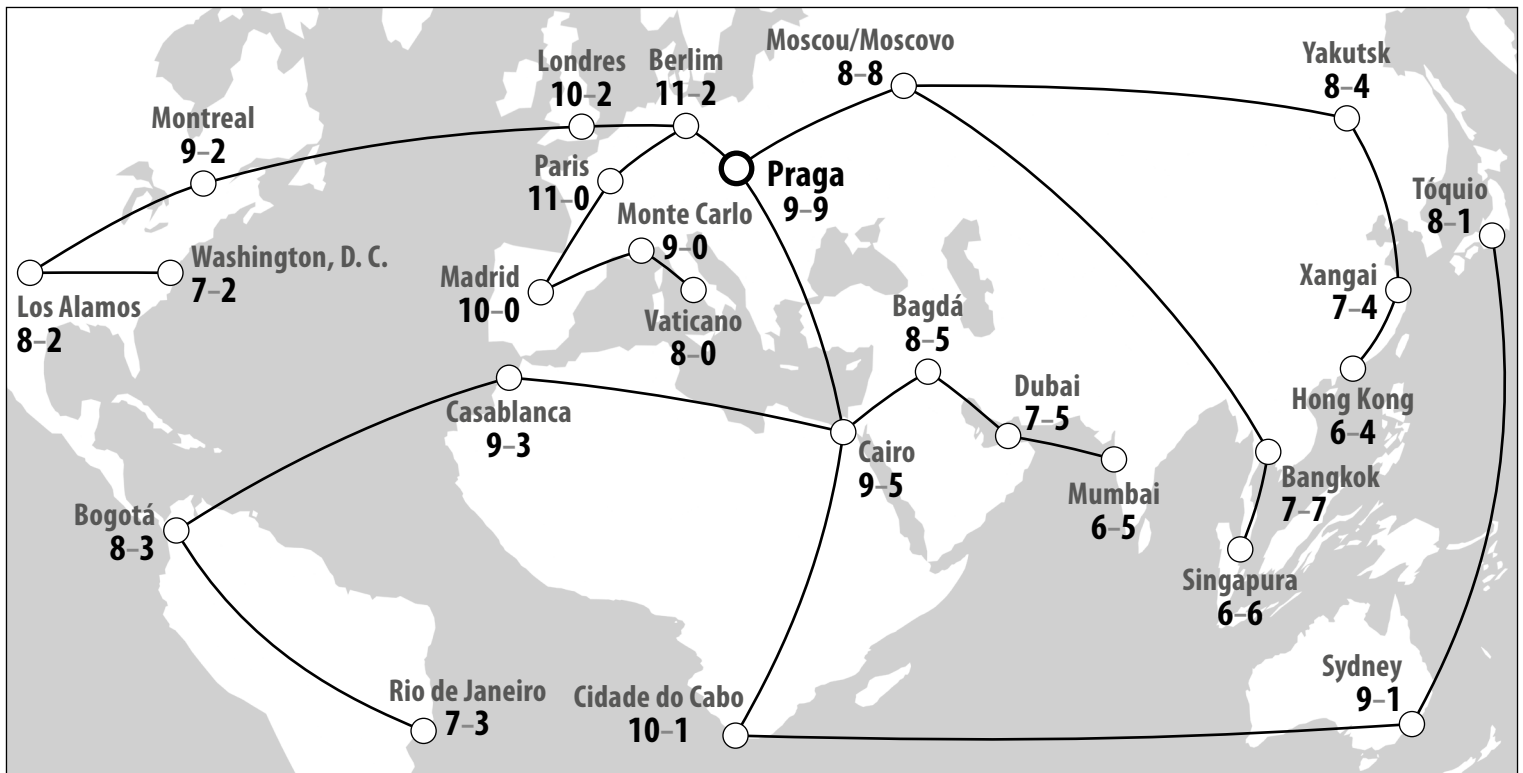 Moscou/Moscovo
8–8
Yakutsk
8–4
Londres
10–2
Berlim
11–2
Montreal
9–2
Paris
11–0
Praga
9–9
Tóquio
8–1
Monte Carlo
9–0
Washington, D. C.
7–2
Madrid
10–0
Xangai
7–4
Los Alamos
8–2
Vaticano
8–0
Bagdá
8–5
Dubai
7–5
Hong Kong
6–4
Casablanca
9–3
Cairo
9–5
Mumbai
6–5
Bangkok
7–7
Bogotá
8–3
Singapura
6–6
Rio de Janeiro
7–3
Cidade do Cabo
10–1
Sydney
9–1